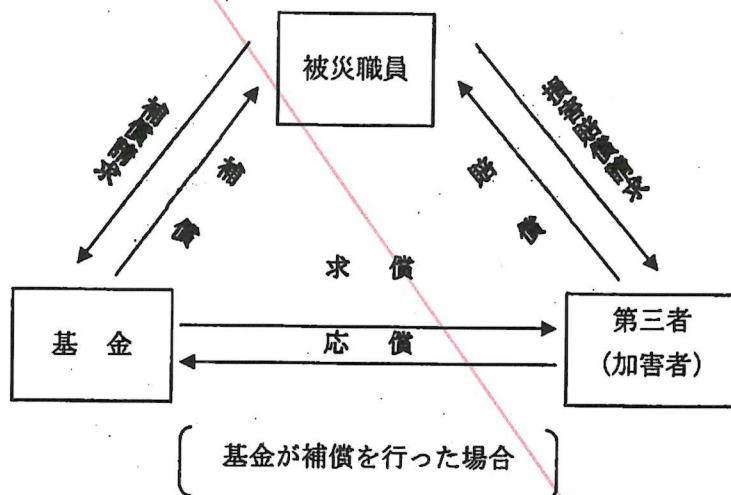 被災職員
補償請求
補償
損害賠償請求
賠償
求償
基金
応償
第三者
(加害者)
基金が補償を行った場合